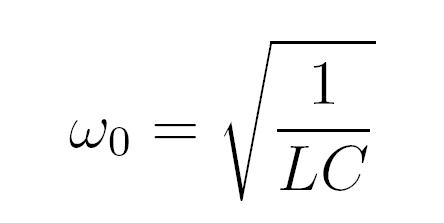 ω₀ = √(1/LC)